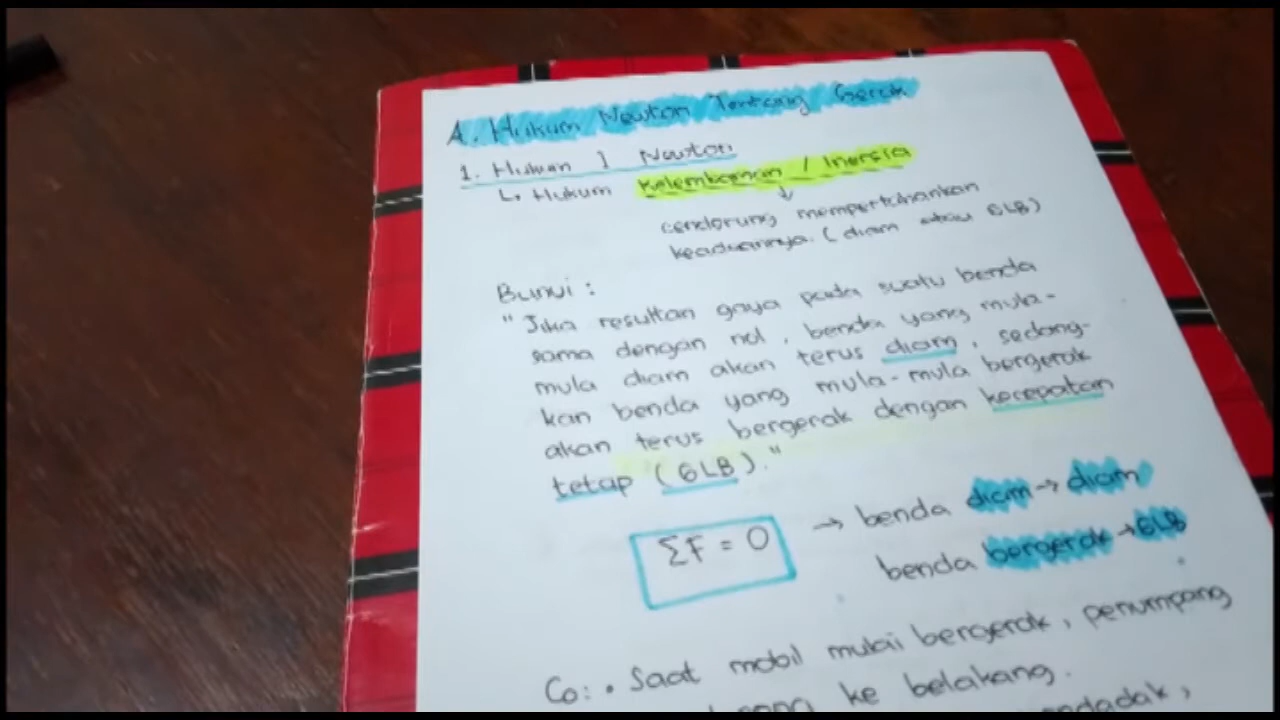 A. Hukum Newton Tentang Gerak
1. Hukum 1 Newton
↳ Hukum Kelembaman / Inersia
↓
cenderung mempertahankan
keadaannya. (diam atau GLB)
Bunyi :
"Jika resultan gaya pada suatu benda
sama dengan nol, benda yang mula-
mula diam akan terus diam, sedang-
kan benda yang mula-mula bergerak
akan terus bergerak dengan kecepatan
tetap (GLB)."
ΣF = 0 → benda diam → diam
benda bergerak → GLB
Co: • Saat mobil mulai bergerak, penumpang
ke belakang.